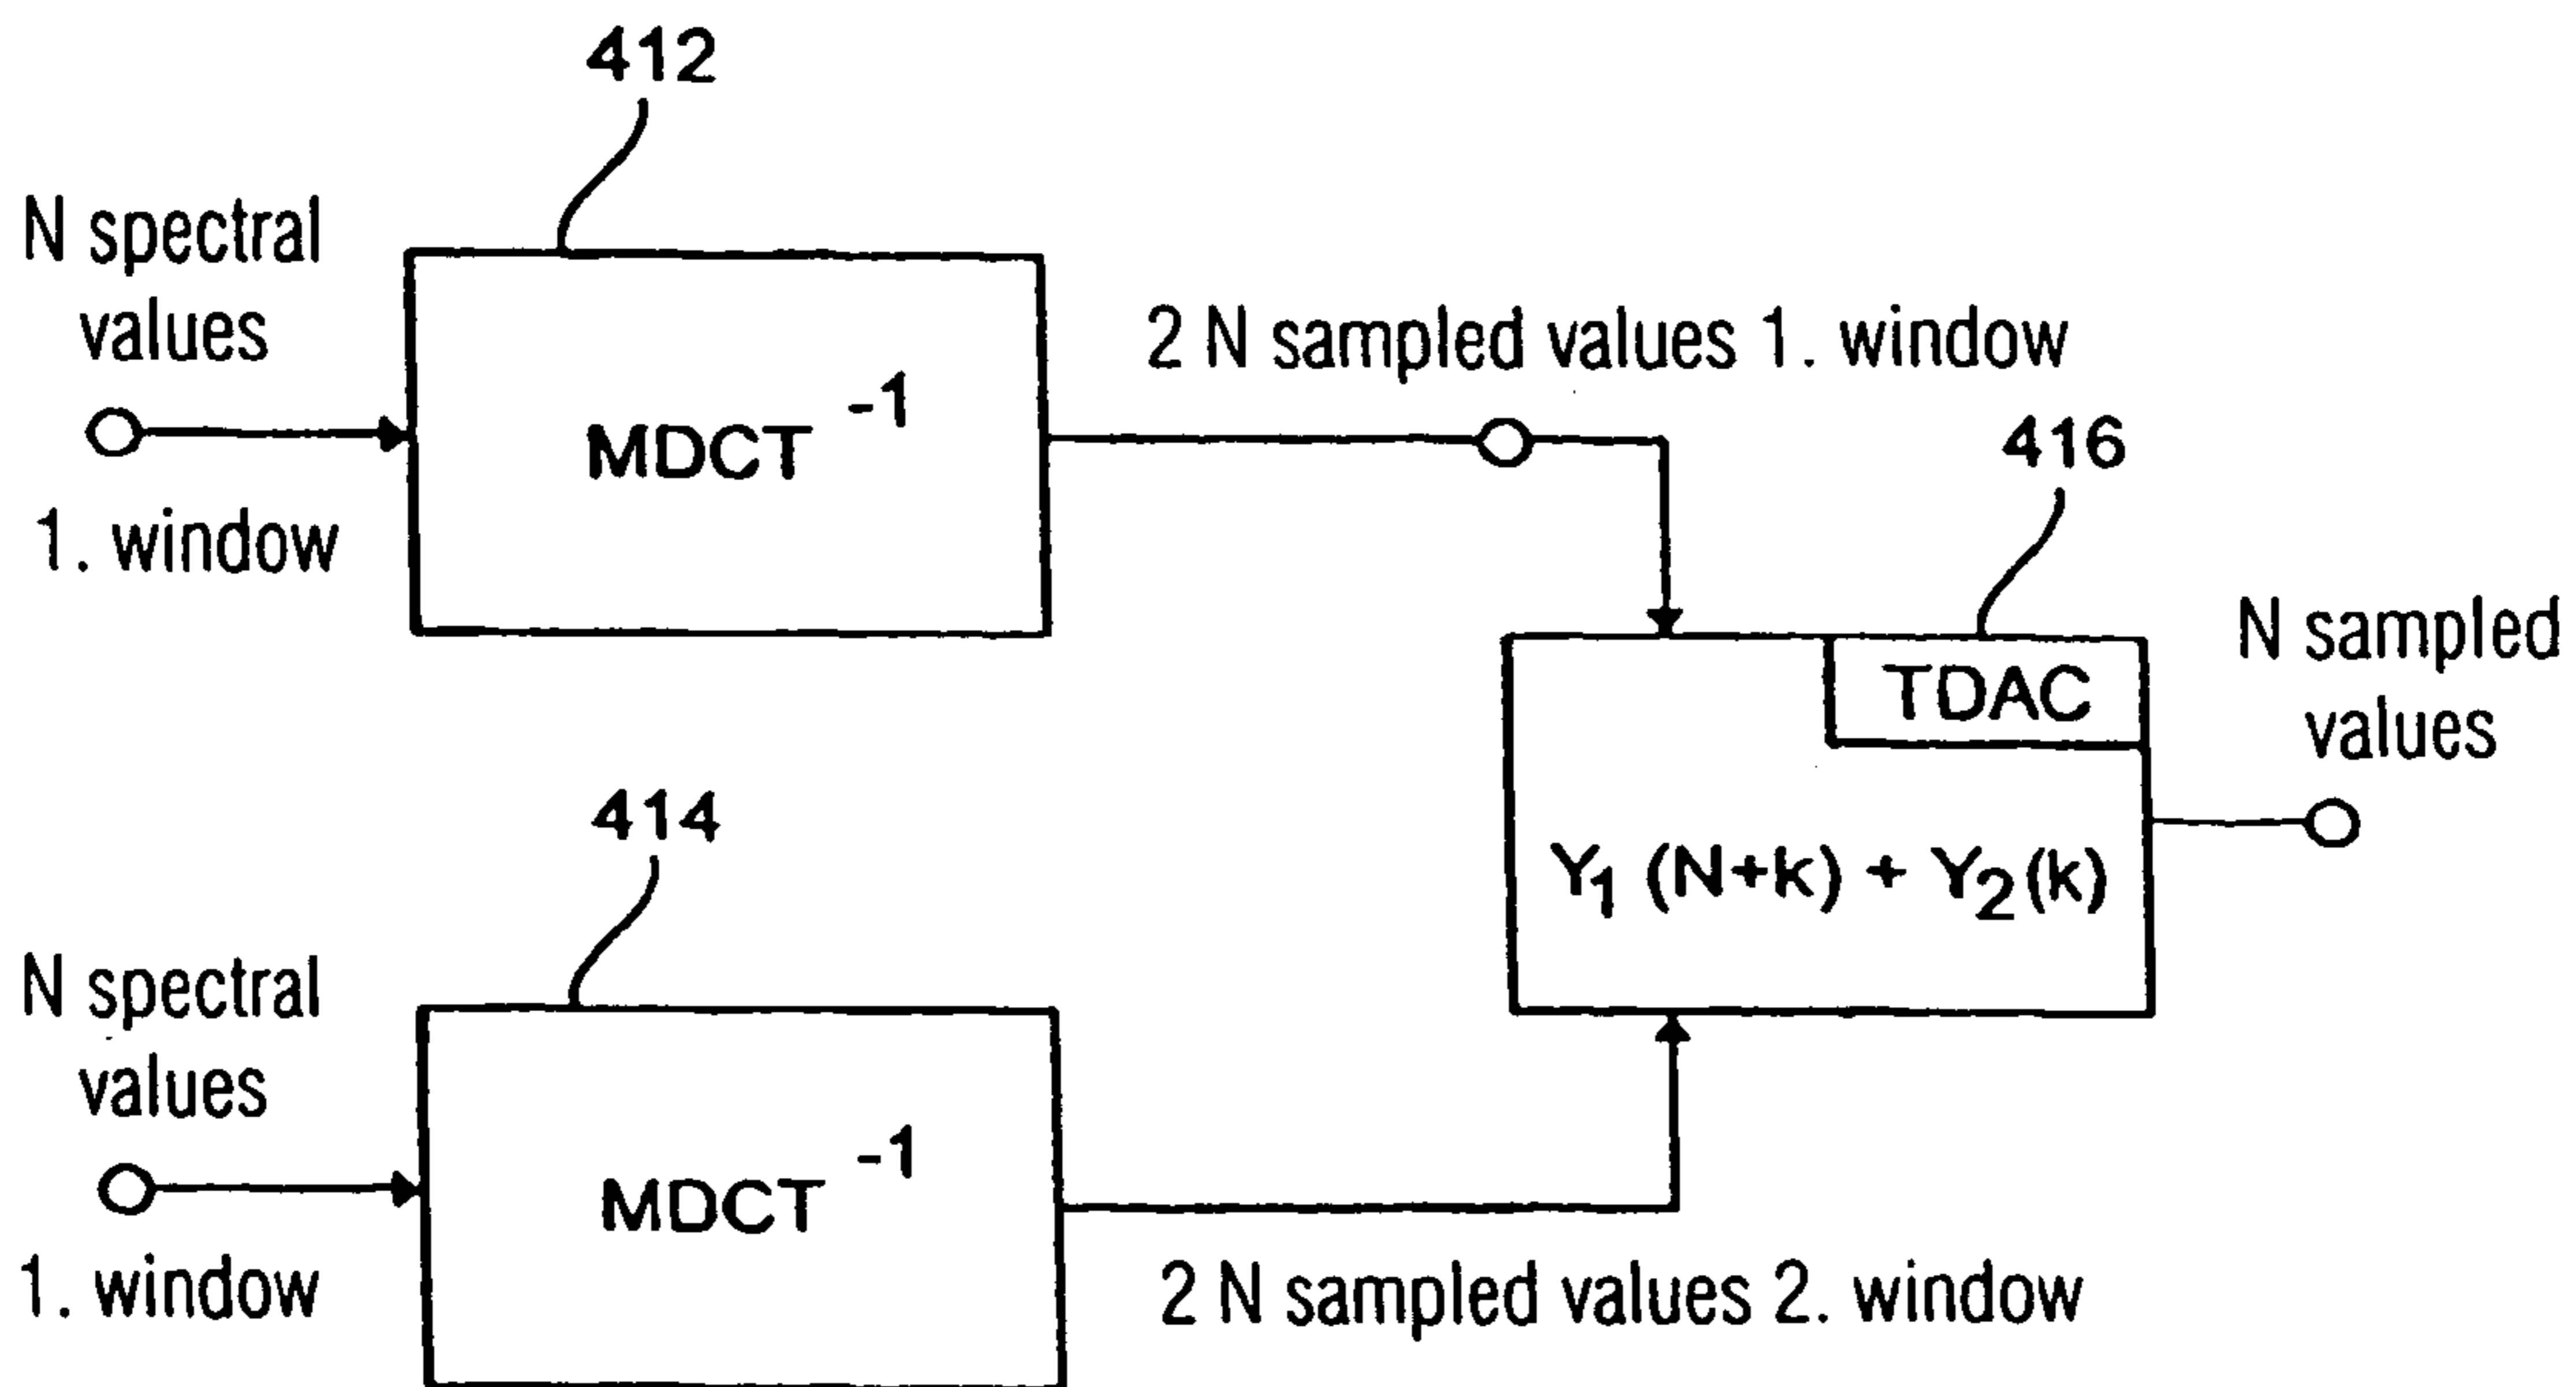 412
N spectral
values
1. window
MDCT^-1
2 N sampled values 1. window
416
TDAC
N sampled
values
Y1 (N+k) + Y2(k)
414
N spectral
values
1. window
MDCT^-1
2 N sampled values 2. window